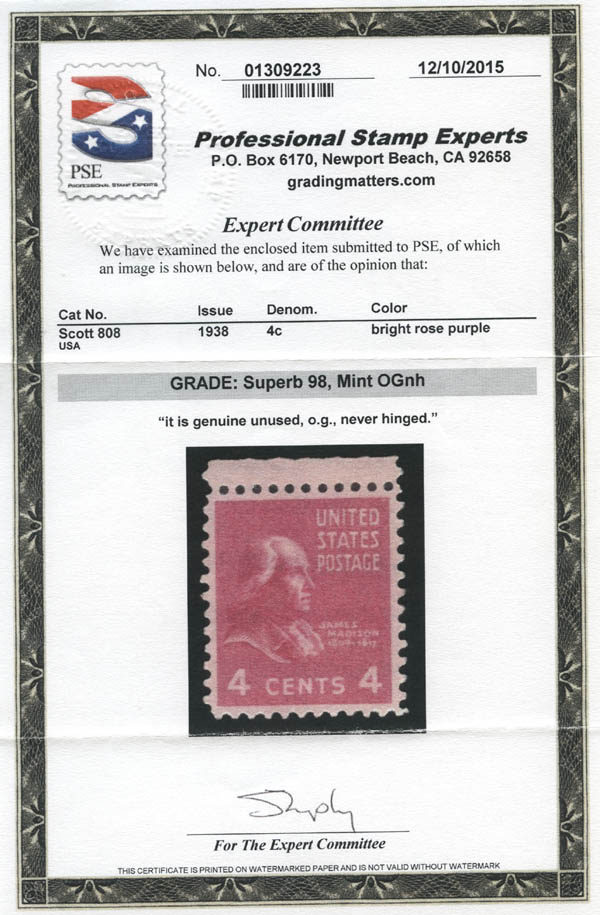 No. 01309223
12/10/2015
PSE
PROFESSIONAL STAMP EXPERTS
Professional Stamp Experts
P.O. Box 6170, Newport Beach, CA 92658
gradingmatters.com
Expert Committee
We have examined the enclosed item submitted to PSE, of which
an image is shown below, and are of the opinion that:
Cat No. Issue Denom. Color
Scott 808 1938 4c bright rose purple
USA
GRADE: Superb 98, Mint OGnh
“it is genuine unused, o.g., never hinged.”
UNITED
STATES
POSTAGE
JAMES
MADISON
1809-1817
4 CENTS 4
For The Expert Committee
THIS CERTIFICATE IS PRINTED ON WATERMARKED PAPER AND IS NOT VALID WITHOUT WATERMARK